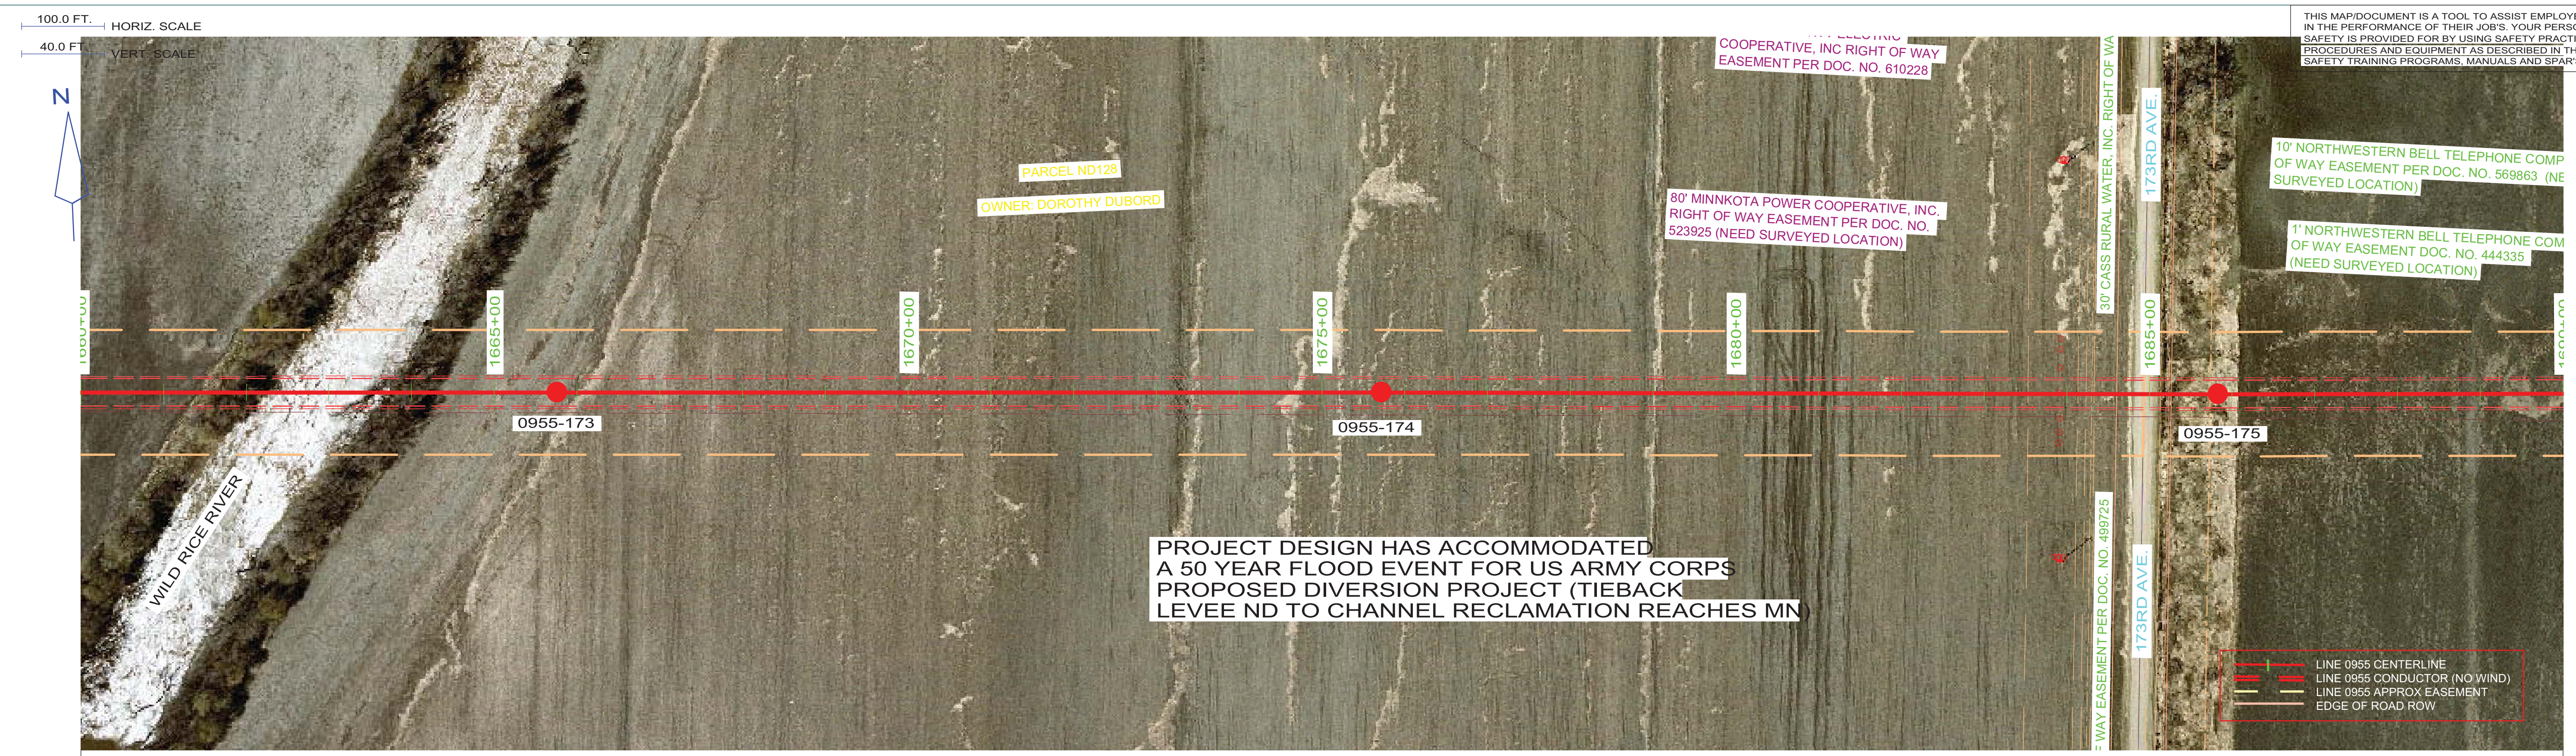 100.0 FT.
HORIZ. SCALE
40.0 FT
VERT. SCALE
N
THIS MAP/DOCUMENT IS A TOOL TO ASSIST
IN THE PERFORMANCE OF THEIR JOB'S. YOUR
SAFETY IS PROVIDED FOR BY USING SAFETY
PROCEDURES AND EQUIPMENT AS DESCRIBED IN
SAFETY TRAINING PROGRAMS, MANUALS AND SPAR'S
ELECTRIC
COOPERATIVE, INC RIGHT OF WAY
EASEMENT PER DOC. NO. 610228
30' CASS RURAL WATER, INC. RIGHT OF
173RD AVE.
PARCEL ND128
OWNER: DOROTHY DUBORD
80' MINNKOTA POWER COOPERATIVE, INC.
RIGHT OF WAY EASEMENT PER DOC. NO.
523925 (NEED SURVEYED LOCATION)
10' NORTHWESTERN BELL TELEPHONE
OF WAY EASEMENT PER DOC. NO. 569863
SURVEYED LOCATION)
1' NORTHWESTERN BELL TELEPHONE
OF WAY EASEMENT DOC. NO. 444335
(NEED SURVEYED LOCATION)
1660+00
1665+00
1670+00
1675+00
1680+00
1685+00
1690+00
0955-173
0955-174
0955-175
WILD RICE RIVER
PROJECT DESIGN HAS ACCOMMODATED
A 50 YEAR FLOOD EVENT FOR US ARMY CORPS
PROPOSED DIVERSION PROJECT (TIEBACK
LEVEE ND TO CHANNEL RECLAMATION REACHES MN)
WAY EASEMENT PER DOC. NO. 499725
173RD AVE.
LINE 0955 CENTERLINE
LINE 0955 CONDUCTOR (NO WIND)
LINE 0955 APPROX EASEMENT
EDGE OF ROAD ROW